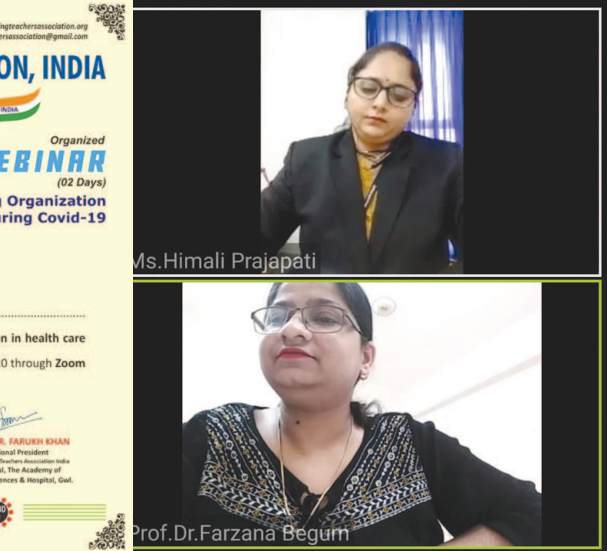 ingteachersassociation.org
ersassociation@gmail.com
ON, INDIA
INDIA
Organized
EBINAR
(02 Days)
g Organization
uring Covid-19
n in health care
0 through Zoom
R. FARUKH KHAN
ional President
Teachers Association India
al, The Academy of
ences & Hospital, Gwl.
Ms.Himali Prajapati
Prof.Dr.Farzana Begum